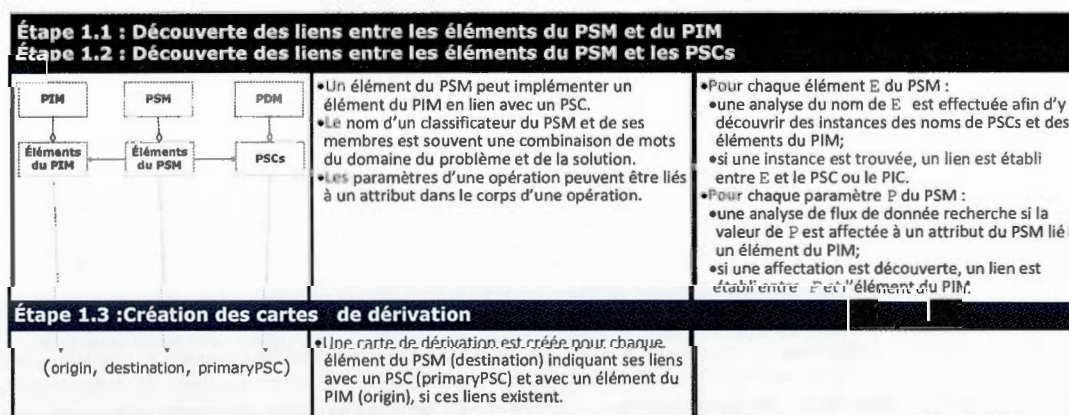 Étape 1.1 : Découverte des liens entre les éléments du PSM et du PIM
Étape 1.2 : Découverte des liens entre les éléments du PSM et les PSCs
PIM
PSM
PDM
Éléments
du PIM
Éléments
du PSM
PSCs
•Un élément du PSM peut implémenter un
élément du PIM en lien avec un PSC.
•Le nom d'un classificateur du PSM et de ses
membres est souvent une combinaison de mots
du domaine du problème et de la solution.
•Les paramètres d'une opération peuvent être liés
à un attribut dans le corps d'une opération.
•Pour chaque élément E du PSM :
•une analyse du nom de E est effectuée afin d'y
découvrir des instances des noms de PSCs et des
éléments du PIM;
•si une instance est trouvée, un lien est établi
entre E et le PSC ou le PIC.
•Pour chaque paramètre P du PSM :
•une analyse de flux de donnée recherche si la
valeur de P est affectée à un attribut du PSM lié
un élément du PIM;
•si une affectation est découverte, un lien est
établi entre P et l'élément du PIM.
Étape 1.3 :Création des cartes de dérivation
(origin, destination, primaryPSC)
•Une carte de dérivation est créée pour chaque
élément du PSM (destination) indiquant ses liens
avec un PSC (primaryPSC) et avec un élément du
PIM (origin), si ces liens existent.